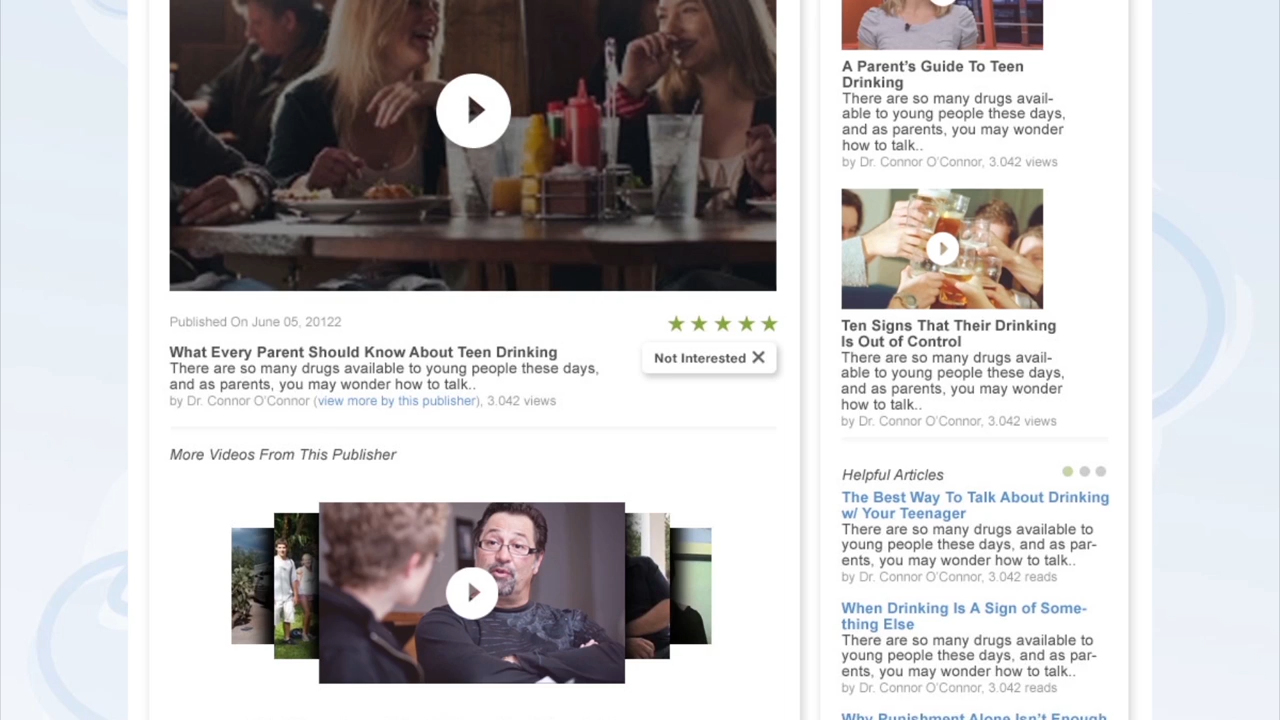 Published On June 05, 20122
What Every Parent Should Know About Teen Drinking
There are so many drugs available to young people these days,
and as parents, you may wonder how to talk..
by Dr. Connor O'Connor (view more by this publisher), 3.042 views
Not Interested
More Videos From This Publisher
A Parent's Guide To Teen
Drinking
There are so many drugs avail-
able to young people these days,
and as parents, you may wonder
how to talk..
by Dr. Connor O'Connor, 3.042 views
Ten Signs That Their Drinking
Is Out of Control
There are so many drugs avail-
able to young people these days,
and as parents, you may wonder
how to talk..
by Dr. Connor O'Connor, 3.042 views
Helpful Articles
The Best Way To Talk About Drinking
w/ Your Teenager
There are so many drugs available to
young people these days, and as par-
ents, you may wonder how to talk..
by Dr. Connor O'Connor, 3.042 reads
When Drinking Is A Sign of Some-
thing Else
There are so many drugs available to
young people these days, and as par-
ents, you may wonder how to talk..
by Dr. Connor O'Connor, 3.042 reads
Why Punishment Alone Isn't Enough